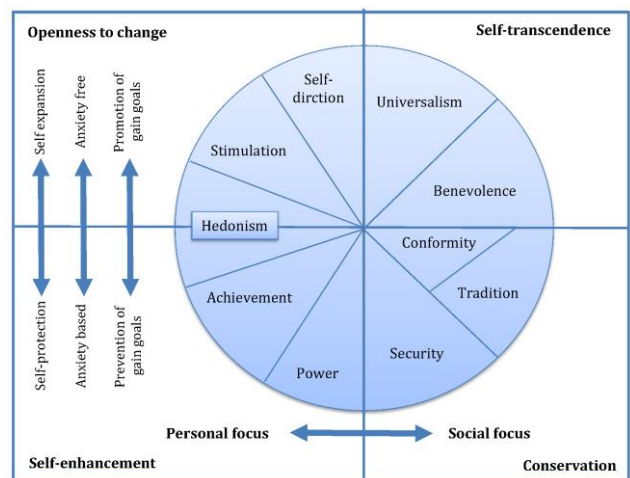 Openness to change
Self-transcendence
Self expansion
Anxiety free
Promotion of
gain goals
Self-
dirction
Universalism
Stimulation
Benevolence
Hedonism
Conformity
Achievement
Tradition
Security
Power
Self-protection
Anxiety based
Prevention of
gain goals
Personal focus
Social focus
Self-enhancement
Conservation